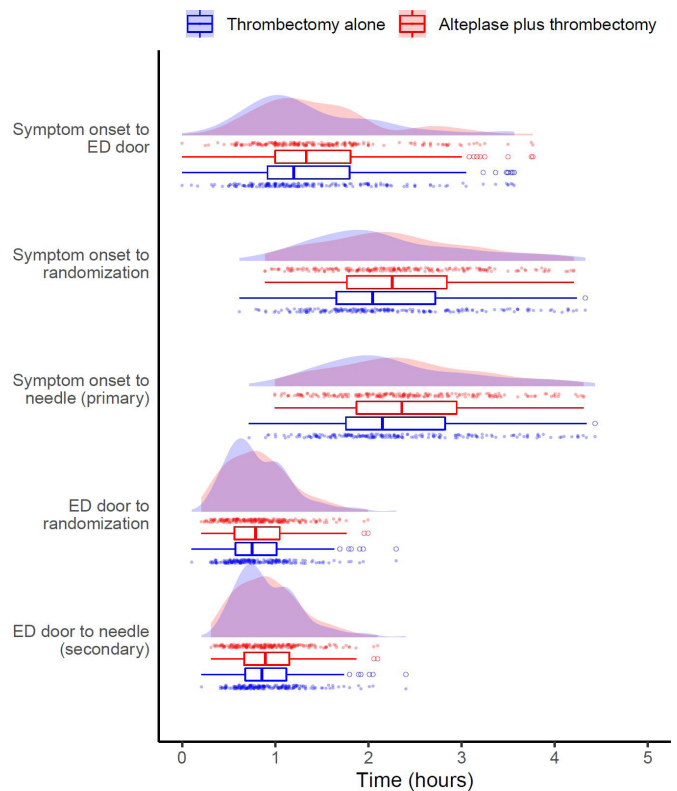 Thrombectomy alone
Alteplase plus thrombectomy
Symptom onset to
ED door
Symptom onset to
randomization
Symptom onset to
needle (primary)
ED door to
randomization
ED door to needle
(secondary)
0 1 2 3 4 5
Time (hours)